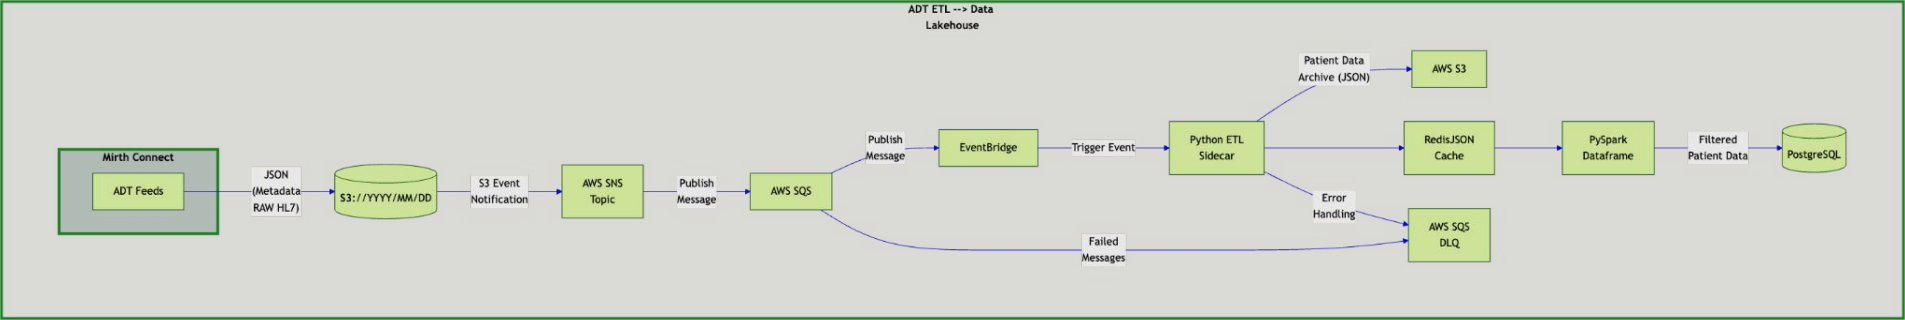 ADT ETL --> Data
Lakehouse
Mirth Connect
ADT Feeds
JSON
(Metadata
RAW HL7)
S3://YYYY/MM/DD
S3 Event
Notification
AWS SNS
Topic
Publish
Message
AWS SQS
Publish
Message
EventBridge
Trigger Event
Python ETL
Sidecar
Patient Data
Archive (JSON)
AWS S3
RedisJSON
Cache
PySpark
Dataframe
Filtered
Patient Data
PostgreSQL
Error
Handling
AWS SQS
DLQ
Failed
Messages